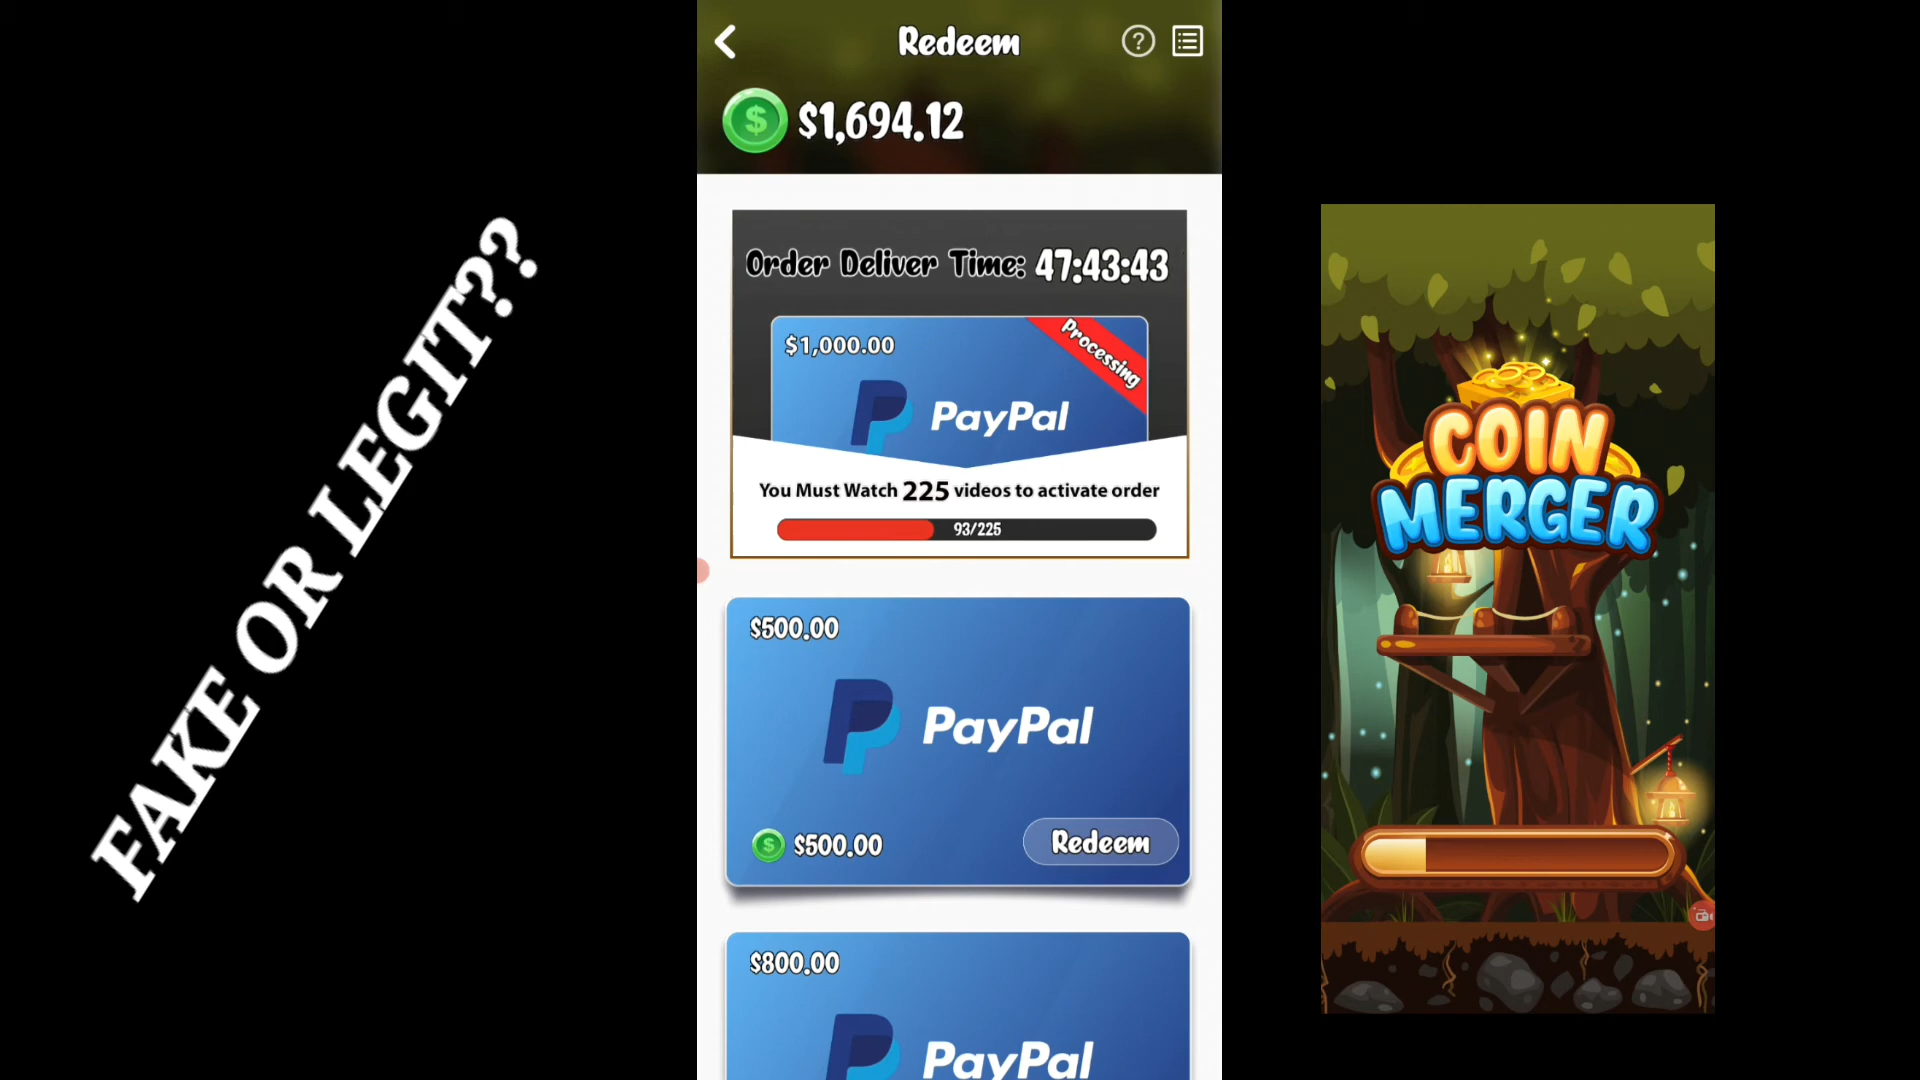 FAKE OR LEGIT??
Redeem
?
$ $1,694.12
Order Deliver Time: 47:43:43
$1,000.00
Processing
PayPal
You Must Watch 225 videos to activate order
93/225
$500.00
PayPal
$ $500.00
Redeem
$800.00
PayPal
COIN
MERGER